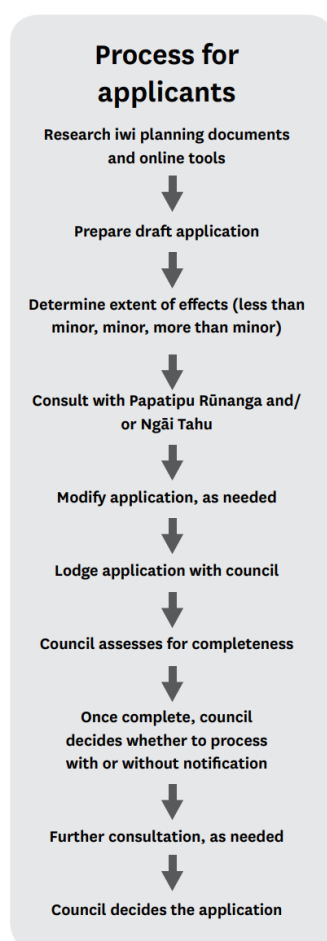 Process for
applicants
Research iwi planning documents
and online tools
Prepare draft application
Determine extent of effects (less than
minor, minor, more than minor)
Consult with Papatipu Rūnanga and/
or Ngāi Tahu
Modify application, as needed
Lodge application with council
Council assesses for completeness
Once complete, council
decides whether to process
with or without notification
Further consultation, as needed
Council decides the application